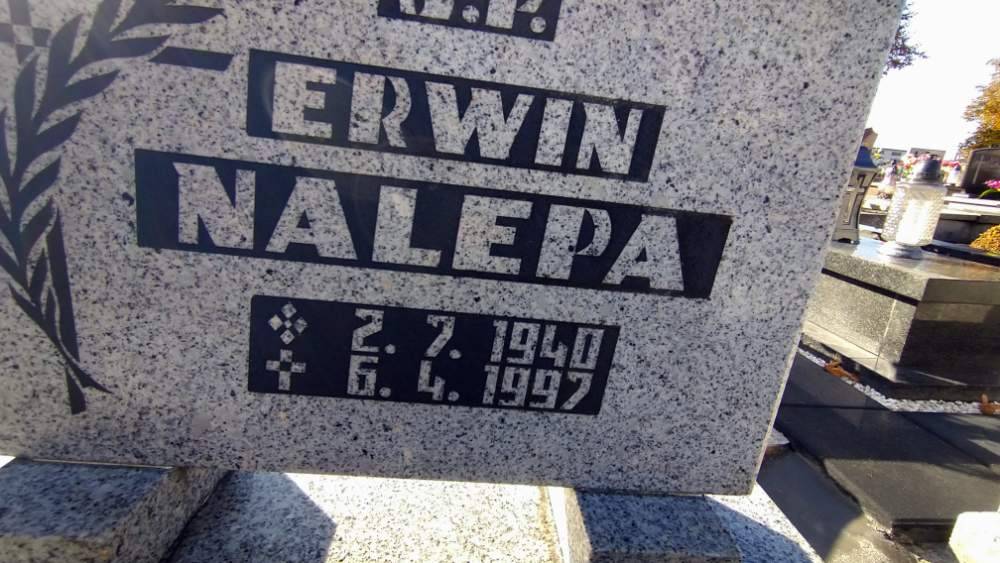 Ś.P.
ERWIN
NALEPA
2. 7. 1940
6. 4. 1997